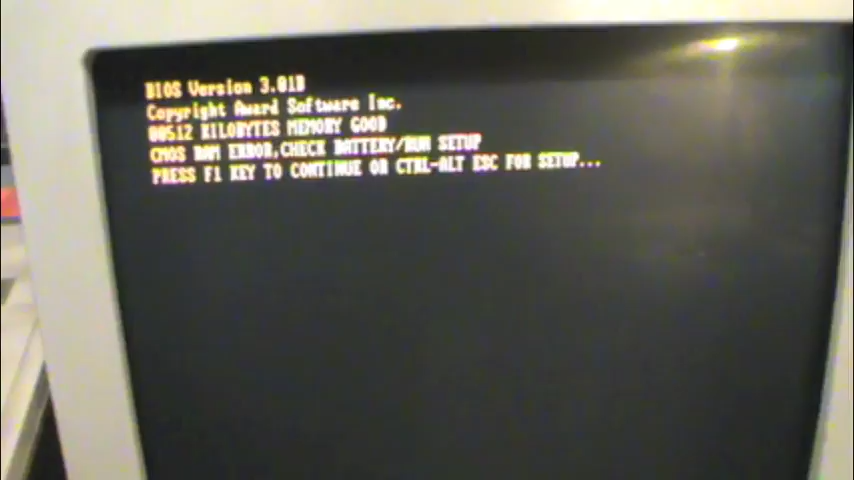 BIOS Version 3.01B
Copyright Award Software Inc.
00512 KILOBYTES MEMORY GOOD
CMOS RAM ERROR,CHECK BATTERY/RUN SETUP
PRESS F1 KEY TO CONTINUE OR CTRL-ALT ESC FOR SETUP...